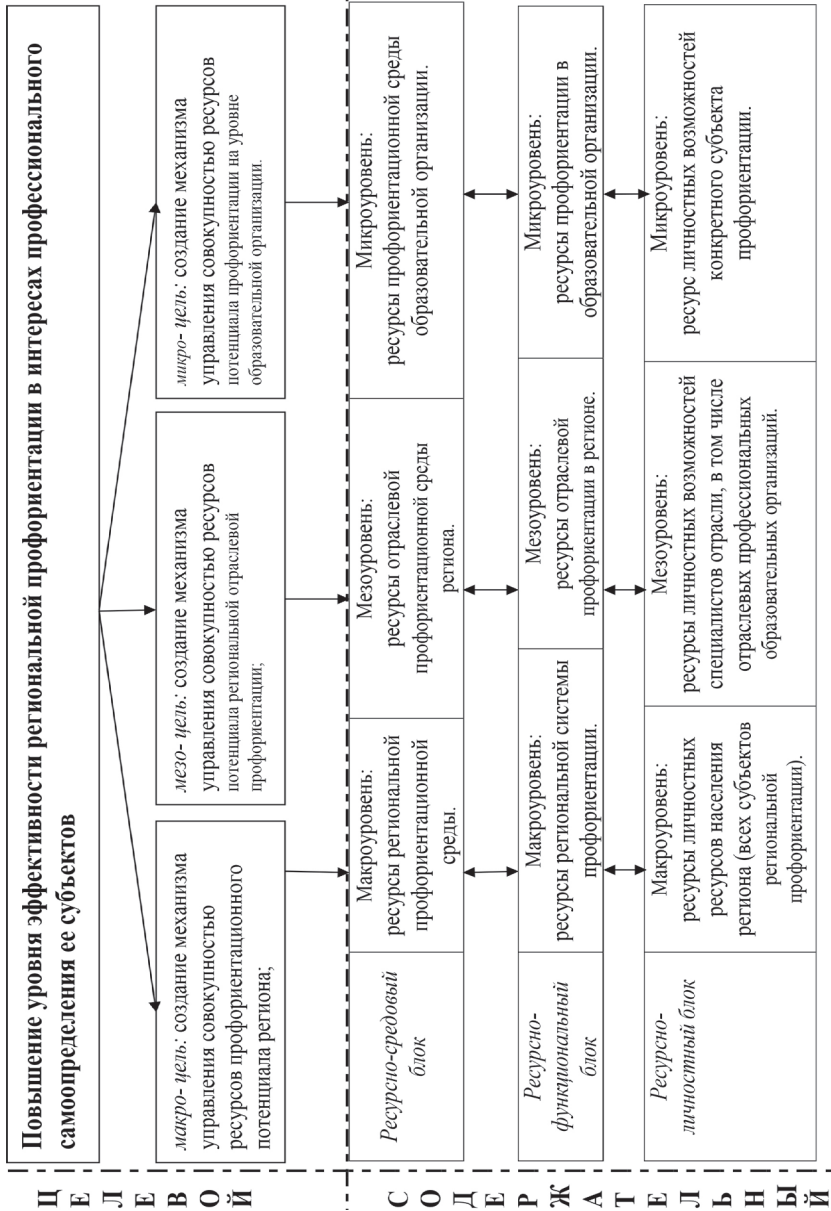 Ц
Е
Л
Е
В
О
Й
Повышение уровня эффективности региональной профориентации в интересах профессионального
самоопределения ее субъектов
макро- цель: создание механизма
управления совокупностью
ресурсов профориентационного
потенциала региона;
мезо- цель: создание механизма
управления совокупностью ресурсов
потенциала региональной отраслевой
профориентации;
микро- цель: создание механизма
управления совокупностью ресурсов
потенциала профориентации на уровне
образовательной организации.
С
О
Д
Е
Р
Ж
А
Т
Е
Л
Ь
Н
Ы
Й
Ресурсно-средовый
блок
Макроуровень:
ресурсы региональной
профориентационной
среды.
Мезоуровень:
ресурсы отраслевой
профориентационной среды
региона.
Микроуровень:
ресурсы профориентационной среды
образовательной организации.
Ресурсно-
функциональный
блок
Макроуровень:
ресурсы региональной системы
профориентации.
Мезоуровень:
ресурсы отраслевой
профориентации в регионе.
Микроуровень:
ресурсы профориентации в
образовательной организации.
Ресурсно-
личностный блок
Макроуровень:
ресурсы личностных
ресурсов населения
региона (всех субъектов
региональной
профориентации).
Мезоуровень:
ресурсы личностных возможностей
специалистов отрасли, в том числе
отраслевых профессиональных
образовательных организаций.
Микроуровень:
ресурс личностных возможностей
конкретного субъекта
профориентации.